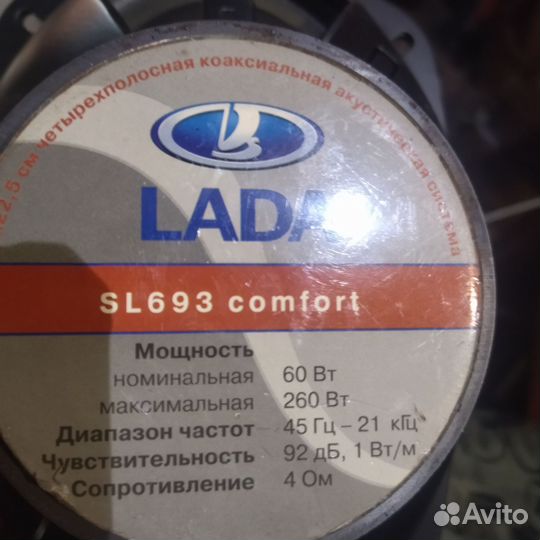 22.5 см четырехполосная коаксиальная акустическая система
LADA
SL693 comfort
Мощность
номинальная 60 Вт
максимальная 260 Вт
Диапазон частот 45 Гц – 21 кГц
Чувствительность 92 дБ, 1 Вт/м
Сопротивление 4 Ом
Avito